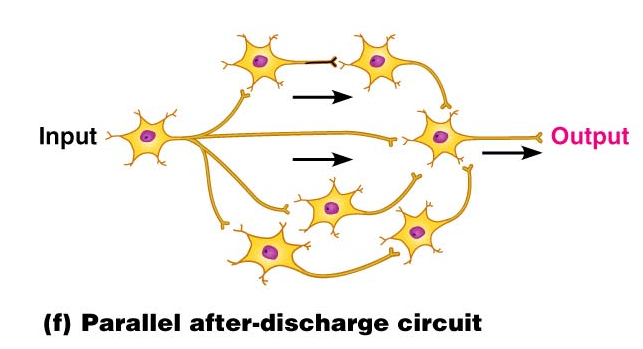 Input
Output
(f) Parallel after-discharge circuit